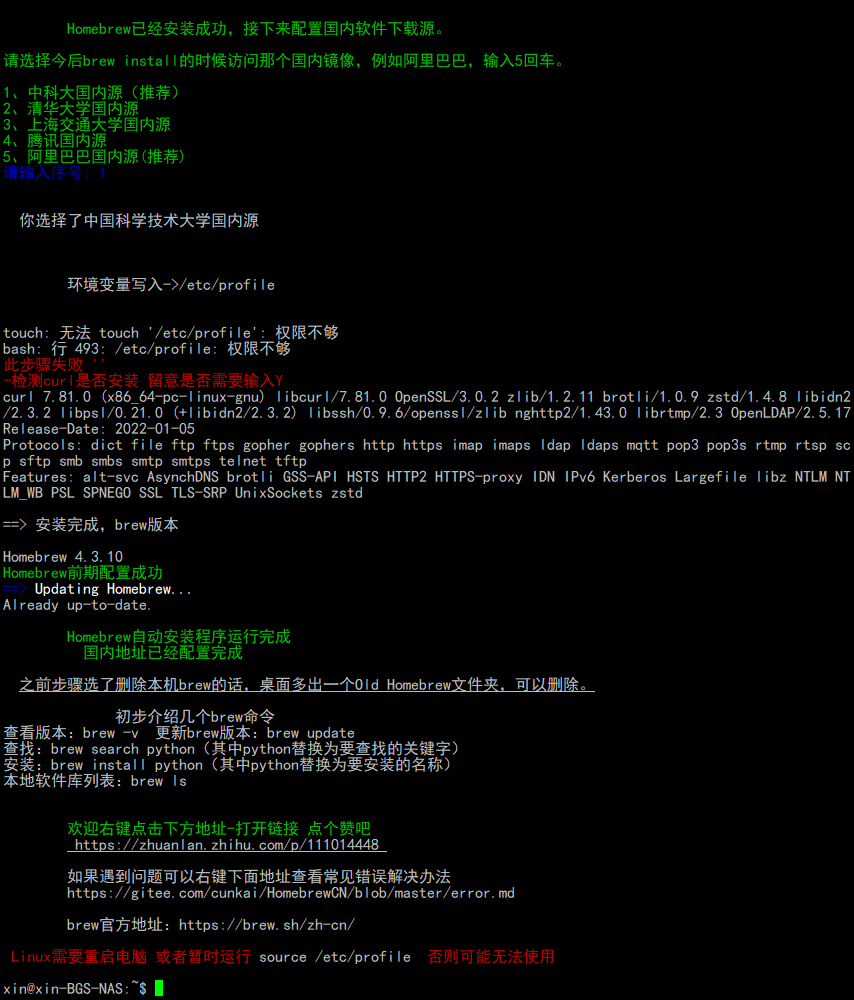 Homebrew已经安装成功，接下来配置国内软件下载源。
请选择今后brew install的时候访问那个国内镜像，例如阿里巴巴，输入5回车。
1、中科大国内源（推荐）
2、清华大学国内源
3、上海交通大学国内源
4、腾讯国内源
5、阿里巴巴国内源(推荐)
请输入序号: 1
你选择了中国科学技术大学国内源
环境变量写入->/etc/profile
touch: 无法 touch '/etc/profile': 权限不够
bash: 行 493: /etc/profile: 权限不够
此步骤失败 ''
-检测curl是否安装 留意是否需要输入Y
curl 7.81.0 (x86_64-pc-linux-gnu) libcurl/7.81.0 OpenSSL/3.0.2 zlib/1.2.11 brotli/1.0.9 zstd/1.4.8 libidn2
/2.3.2 libpsl/0.21.0 (+libidn2/2.3.2) libssh/0.9.6/openssl/zlib nghttp2/1.43.0 librtmp/2.3 OpenLDAP/2.5.17
Release-Date: 2022-01-05
Protocols: dict file ftp ftps gopher gophers http https imap imaps ldap ldaps mqtt pop3 pop3s rtmp rtsp sc
p sftp smb smbs smtp smtps telnet tftp
Features: alt-svc AsynchDNS brotli GSS-API HSTS HTTP2 HTTPS-proxy IDN IPv6 Kerberos Largefile libz NTLM NT
LM_WB PSL SPNEGO SSL TLS-SRP UnixSockets zstd
==> 安装完成，brew版本
Homebrew 4.3.10
Homebrew前期配置成功
==> Updating Homebrew...
Already up-to-date.
Homebrew自动安装程序运行完成
国内地址已经配置完成
之前步骤选了删除本机brew的话，桌面多出一个Old_Homebrew文件夹，可以删除。
初步介绍几个brew命令
查看版本：brew -v  更新brew版本：brew update
查找：brew search python（其中python替换为要查找的关键字）
安装：brew install python（其中python替换为要安装的名称）
本地软件库列表：brew ls
欢迎右键点击下方地址-打开链接 点个赞吧
https://zhuanlan.zhihu.com/p/111014448
如果遇到问题可以右键下面地址查看常见错误解决办法
https://gitee.com/cunkai/HomebrewCN/blob/master/error.md
brew官方地址：https://brew.sh/zh-cn/
Linux需要重启电脑 或者暂时运行 source /etc/profile  否则可能无法使用
xin@xin-BGS-NAS:~$